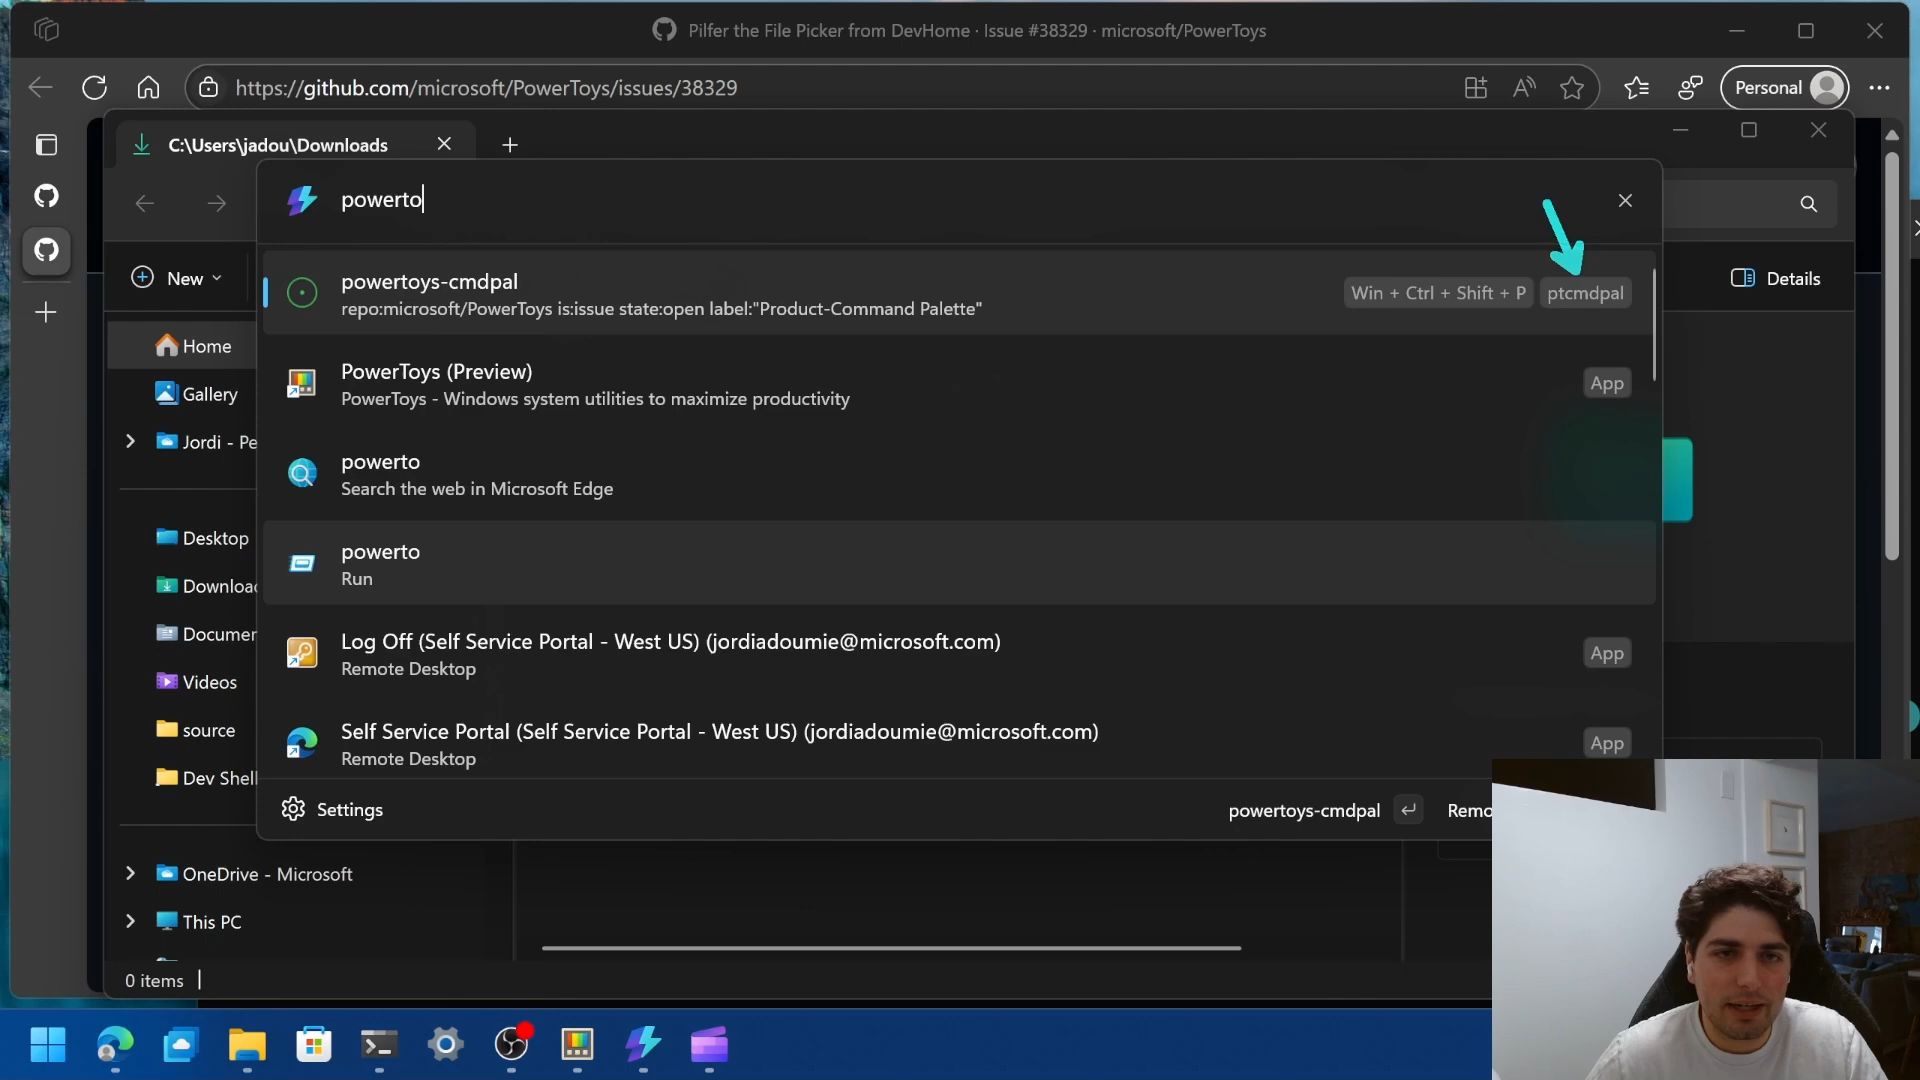 Pilfer the File Picker from DevHome · Issue #38329 · microsoft/PowerToys
https://github.com/microsoft/PowerToys/issues/38329
Personal
C:\Users\jadou\Downloads
powerto
New
Details
powertoys-cmdpal
repo:microsoft/PowerToys is:issue state:open label:"Product-Command Palette"
Win + Ctrl + Shift + P
ptcmdpal
Home
Gallery
Jordi - Pe
PowerToys (Preview)
PowerToys - Windows system utilities to maximize productivity
App
powerto
Search the web in Microsoft Edge
Desktop
Downloa
Documer
Videos
source
Dev Shell
powerto
Run
Log Off (Self Service Portal - West US) (jordiadoumie@microsoft.com)
Remote Desktop
App
Self Service Portal (Self Service Portal - West US) (jordiadoumie@microsoft.com)
Remote Desktop
App
Settings
powertoys-cmdpal
Remo
OneDrive - Microsoft
This PC
0 items